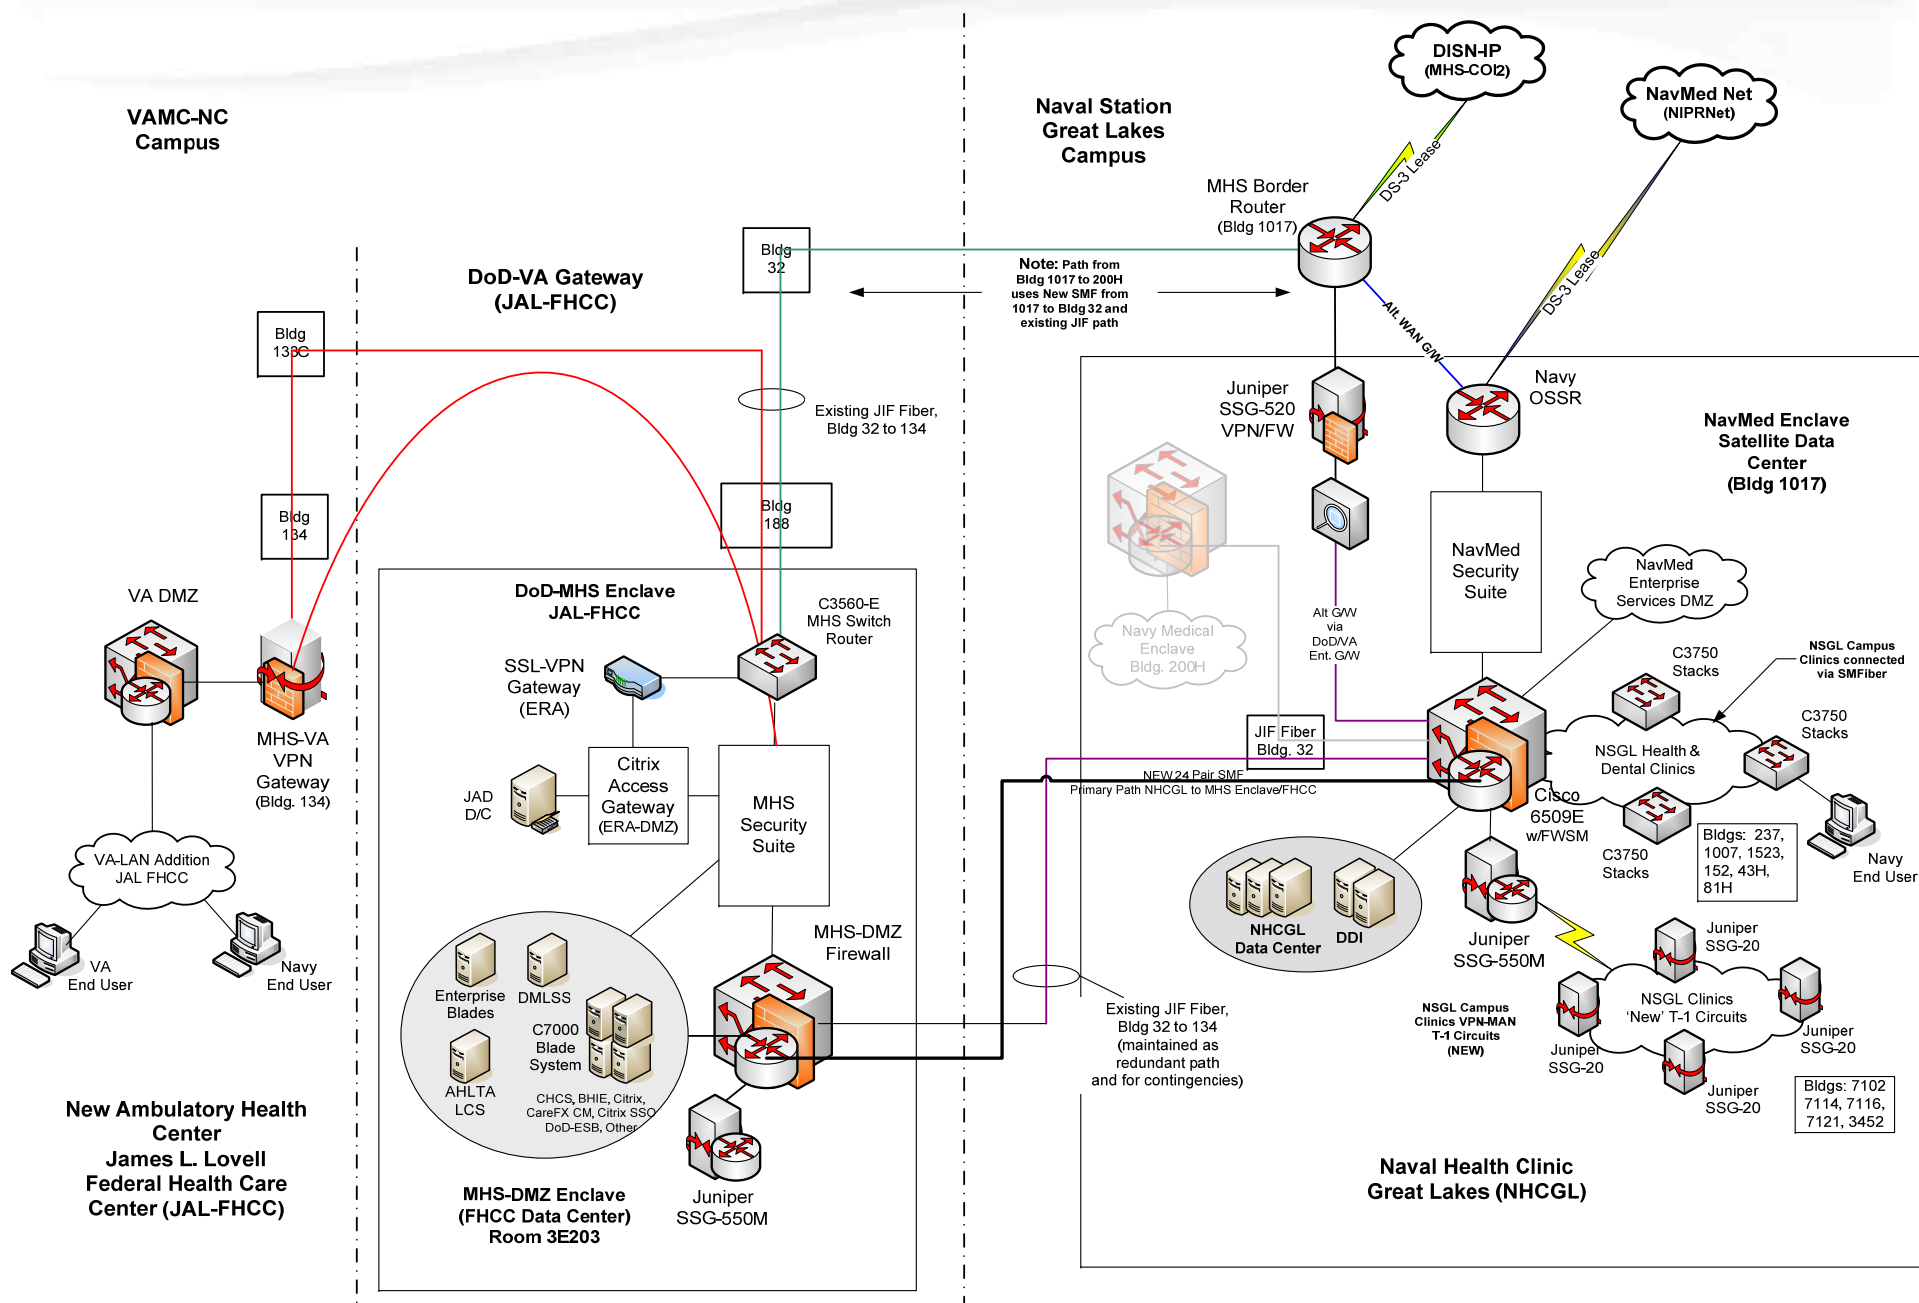 VAMC-NC
Campus
Naval Station
Great Lakes
Campus
DISN-IP
(MHS-COI2)
NavMed Net
(NIPRNet)
DS-3 Lease
DS-3 Lease
MHS Border
Router
(Bldg 1017)
Bldg
32
DoD-VA Gateway
(JAL-FHCC)
Note: Path from
Bldg 1017 to 200H
uses New SMF from
1017 to Bldg 32 and
existing JIF path
Alt. WAN G/W
Bldg
133C
Existing JIF Fiber,
Bldg 32 to 134
Juniper
SSG-520
VPN/FW
Navy
OSSR
NavMed Enclave
Satellite Data
Center
(Bldg 1017)
Bldg
134
Bldg
188
NavMed
Security
Suite
NavMed
Enterprise
Services DMZ
VA DMZ
DoD-MHS Enclave
JAL-FHCC
C3560-E
MHS Switch
Router
SSL-VPN
Gateway
(ERA)
Navy Medical
Enclave
Bldg. 200H
Alt G/W
via
DoD/VA
Ent. G/W
C3750
Stacks
NSGL Campus
Clinics connected
via SMFiber
C3750
Stacks
MHS-VA
VPN
Gateway
(Bldg. 134)
JIF Fiber
Bldg. 32
NSGL Health &
Dental Clinics
Citrix
Access
Gateway
(ERA-DMZ)
JAD
D/C
MHS
Security
Suite
NEW 24 Pair SMF
Primary Path NHCGL to MHS Enclave/FHCC
Cisco
6509E
w/FWSM
C3750
Stacks
Bldgs: 237,
1007, 1523,
152, 43H,
81H
Navy
End User
VA-LAN Addition
JAL FHCC
VA
End User
Navy
End User
MHS-DMZ
Firewall
NHCGL
Data Center
DDI
Juniper
SSG-550M
Juniper
SSG-20
Enterprise
Blades
DMLSS
C7000
Blade
System
AHLTA
LCS
CHCS, BHIE, Citrix,
CareFX CM, Citrix SSO
DoD-ESB, Other
Existing JIF Fiber,
Bldg 32 to 134
(maintained as
redundant path
and for contingencies)
NSGL Campus
Clinics VPN-MAN
T-1 Circuits
(NEW)
NSGL Clinics
'New' T-1 Circuits
Juniper
SSG-20
Juniper
SSG-20
Juniper
SSG-20
Bldgs: 7102
7114, 7116,
7121, 3452
New Ambulatory Health
Center
James L. Lovell
Federal Health Care
Center (JAL-FHCC)
MHS-DMZ Enclave
(FHCC Data Center)
Room 3E203
Juniper
SSG-550M
Naval Health Clinic
Great Lakes (NHCGL)